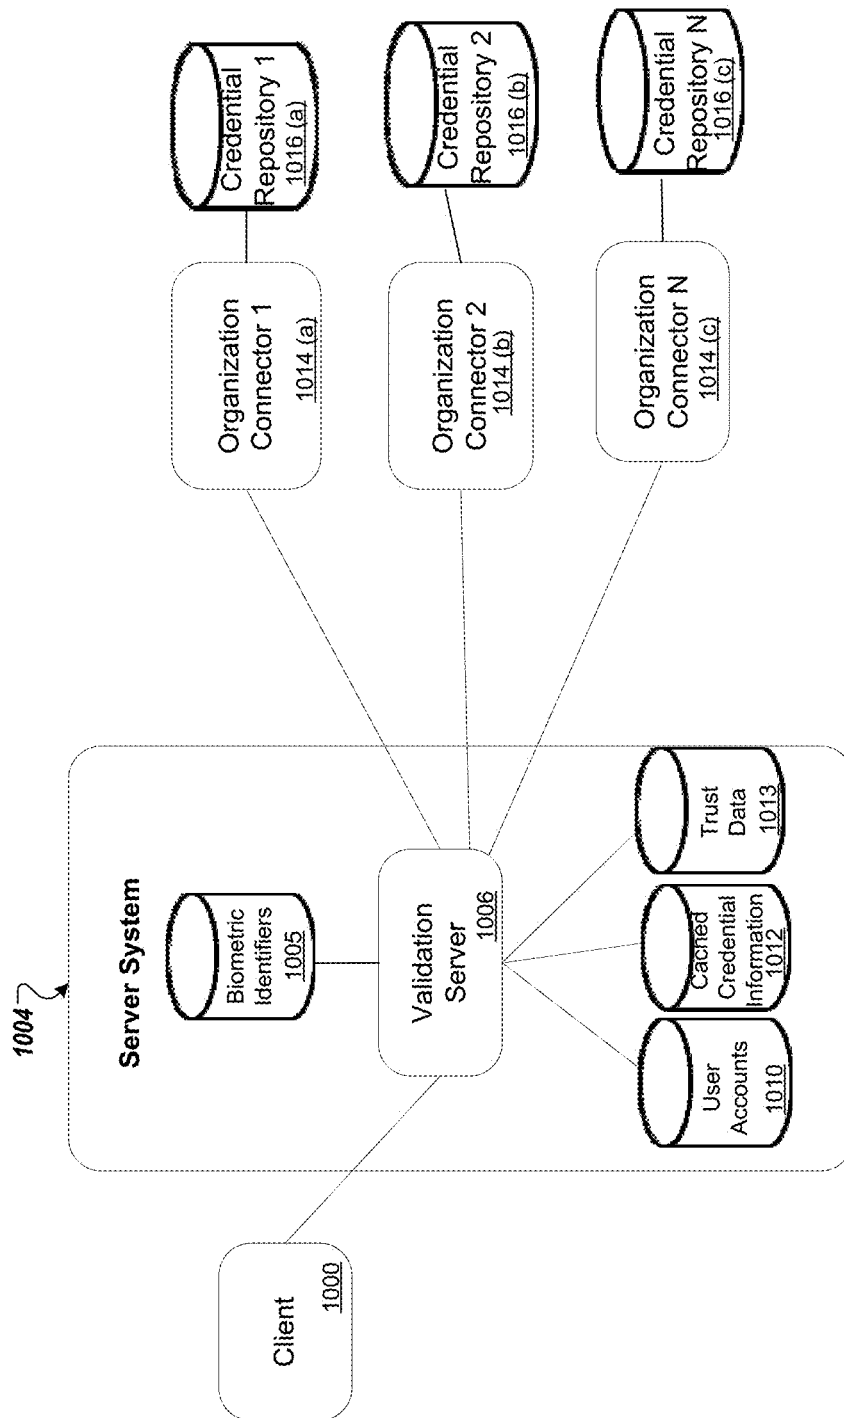 1004
Server System
Client
1000
Biometric
Identifiers
1005
Validation
Server
1006
User
Accounts
1010
Cached
Credential
Information
1012
Trust
Data
1013
Organization
Connector 1
1014 (a)
Credential
Repository 1
1016 (a)
Organization
Connector 2
1014 (b)
Credential
Repository 2
1016 (b)
Organization
Connector N
1014 (c)
Credential
Repository N
1016 (c)